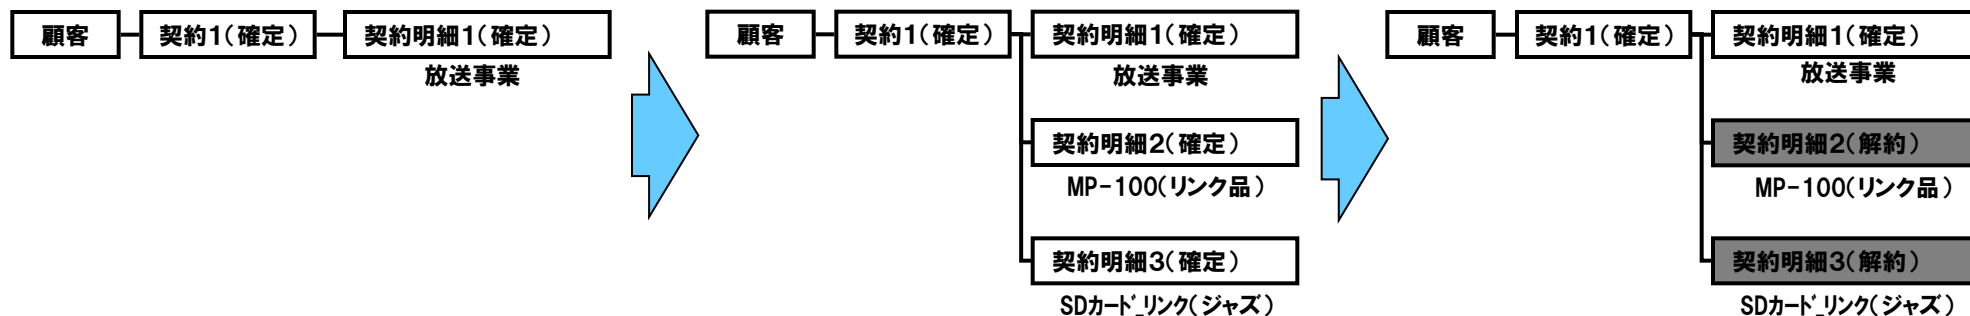 顧客 契約1(確定) 契約明細1(確定)
放送事業
顧客 契約1(確定) 契約明細1(確定)
放送事業
契約明細2(確定)
MP-100(リンク品)
契約明細3(確定)
SDカード_リンク(ジャズ)
顧客 契約1(確定) 契約明細1(確定)
放送事業
契約明細2(解約)
MP-100(リンク品)
契約明細3(解約)
SDカード_リンク(ジャズ)